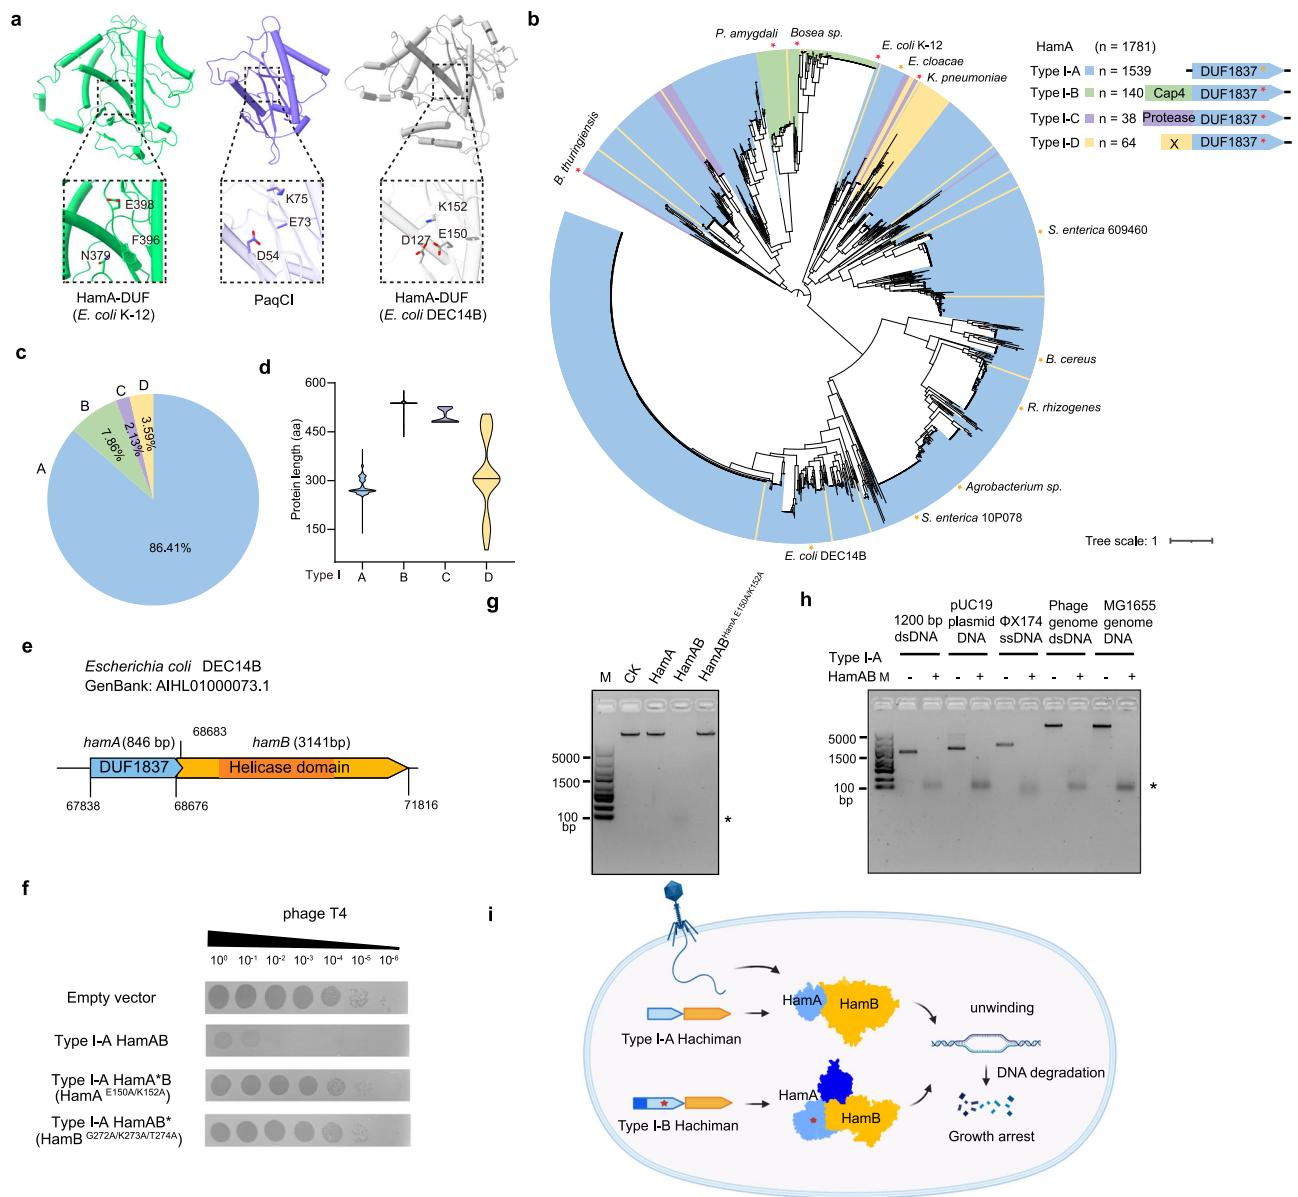 a
E398
F396
N379
HamA-DUF
(E. coli K-12)
K75
E73
D54
PaqCI
K152
E150
D127
HamA-DUF
(E. coli DEC14B)
b
P. amygdali
Bosea sp.
E. coli K-12
E. cloacae
K. pneumoniae
B. thuringiensis
S. enterica 609460
B. cereus
R. rhizogenes
Agrobacterium sp.
S. enterica 10P078
E. coli DEC14B
Tree scale: 1
HamA (n = 1781)
Type I-A n = 1539 DUF1837
Type I-B n = 140 Cap4 DUF1837
Type I-C n = 38 Protease DUF1837
Type I-D n = 64 X DUF1837
c
A
B
C
D
86.41%
7.86%
2.13%
3.59%
d
Protein length (aa)
600
450
300
150
Type I A B C D
e
Escherichia coli DEC14B
GenBank: AIHL01000073.1
hamA (846 bp)
68683
hamB (3141bp)
DUF1837
Helicase domain
67838
68676
71816
f
phage T4
10⁰ 10⁻¹ 10⁻² 10⁻³ 10⁻⁴ 10⁻⁵ 10⁻⁶
Empty vector
Type I-A HamAB
Type I-A HamA*B
(HamA E150A/K152A)
Type I-A HamAB*
(HamB G272A/K273A/T274A)
g
M CK HamA HamAB HamAB HamA E150A/K152A
5000
1500
100
bp
*
h
1200 bp dsDNA
pUC19 plasmid DNA
ΦX174 ssDNA
Phage genome dsDNA
MG1655 genome DNA
Type I-A
HamAB M - + - + - + - + - +
5000
1500
100
bp
*
i
HamA
HamB
Type I-A Hachiman
unwinding
DNA degradation
HamA
HamB
Type I-B Hachiman
Growth arrest